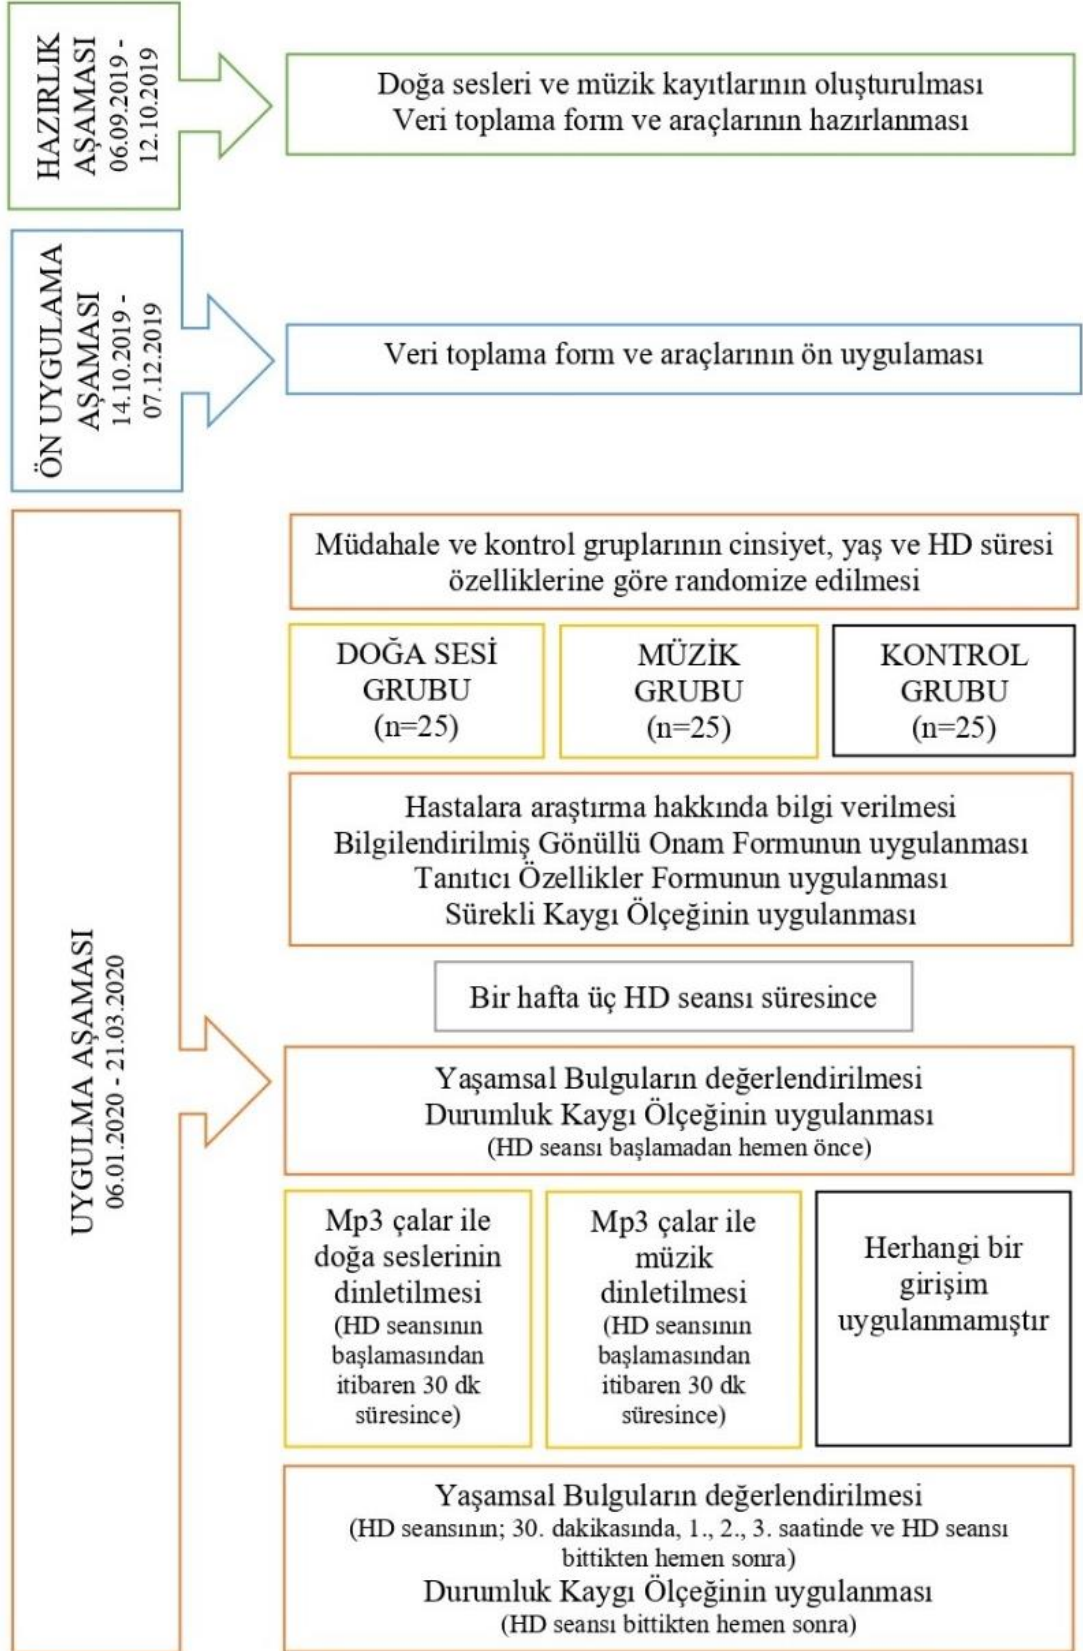 HAZIRLIK
AŞAMASI
06.09.2019 -
12.10.2019
Doğa sesleri ve müzik kayıtlarının oluşturulması
Veri toplama form ve araçlarının hazırlanması
ÖN UYGULAMA
AŞAMASI
14.10.2019 -
07.12.2019
Veri toplama form ve araçlarının ön uygulaması
UYGULMA AŞAMASI
06.01.2020 - 21.03.2020
Müdahale ve kontrol gruplarının cinsiyet, yaş ve HD süresi
özelliklerine göre randomize edilmesi
DOĞA SESİ
GRUBU
(n=25)
MÜZİK
GRUBU
(n=25)
KONTROL
GRUBU
(n=25)
Hastalara araştırma hakkında bilgi verilmesi
Bilgilendirilmiş Gönüllü Onam Formunun uygulanması
Tanıtıcı Özellikler Formunun uygulanması
Sürekli Kaygı Ölçeğinin uygulanması
Bir hafta üç HD seansı süresince
Yaşamsal Bulguların değerlendirilmesi
Durumluk Kaygı Ölçeğinin uygulanması
(HD seansı başlamadan hemen önce)
Mp3 çalar ile
doğa seslerinin
dinletilmesi
(HD seansının
başlamasından
itibaren 30 dk
süresince)
Mp3 çalar ile
müzik
dinletilmesi
(HD seansının
başlamasından
itibaren 30 dk
süresince)
Herhangi bir
girişim
uygulanmamıştır
Yaşamsal Bulguların değerlendirilmesi
(HD seansının; 30. dakikasında, 1., 2., 3. saatinde ve HD seansı
bittikten hemen sonra)
Durumluk Kaygı Ölçeğinin uygulanması
(HD seansı bittikten hemen sonra)